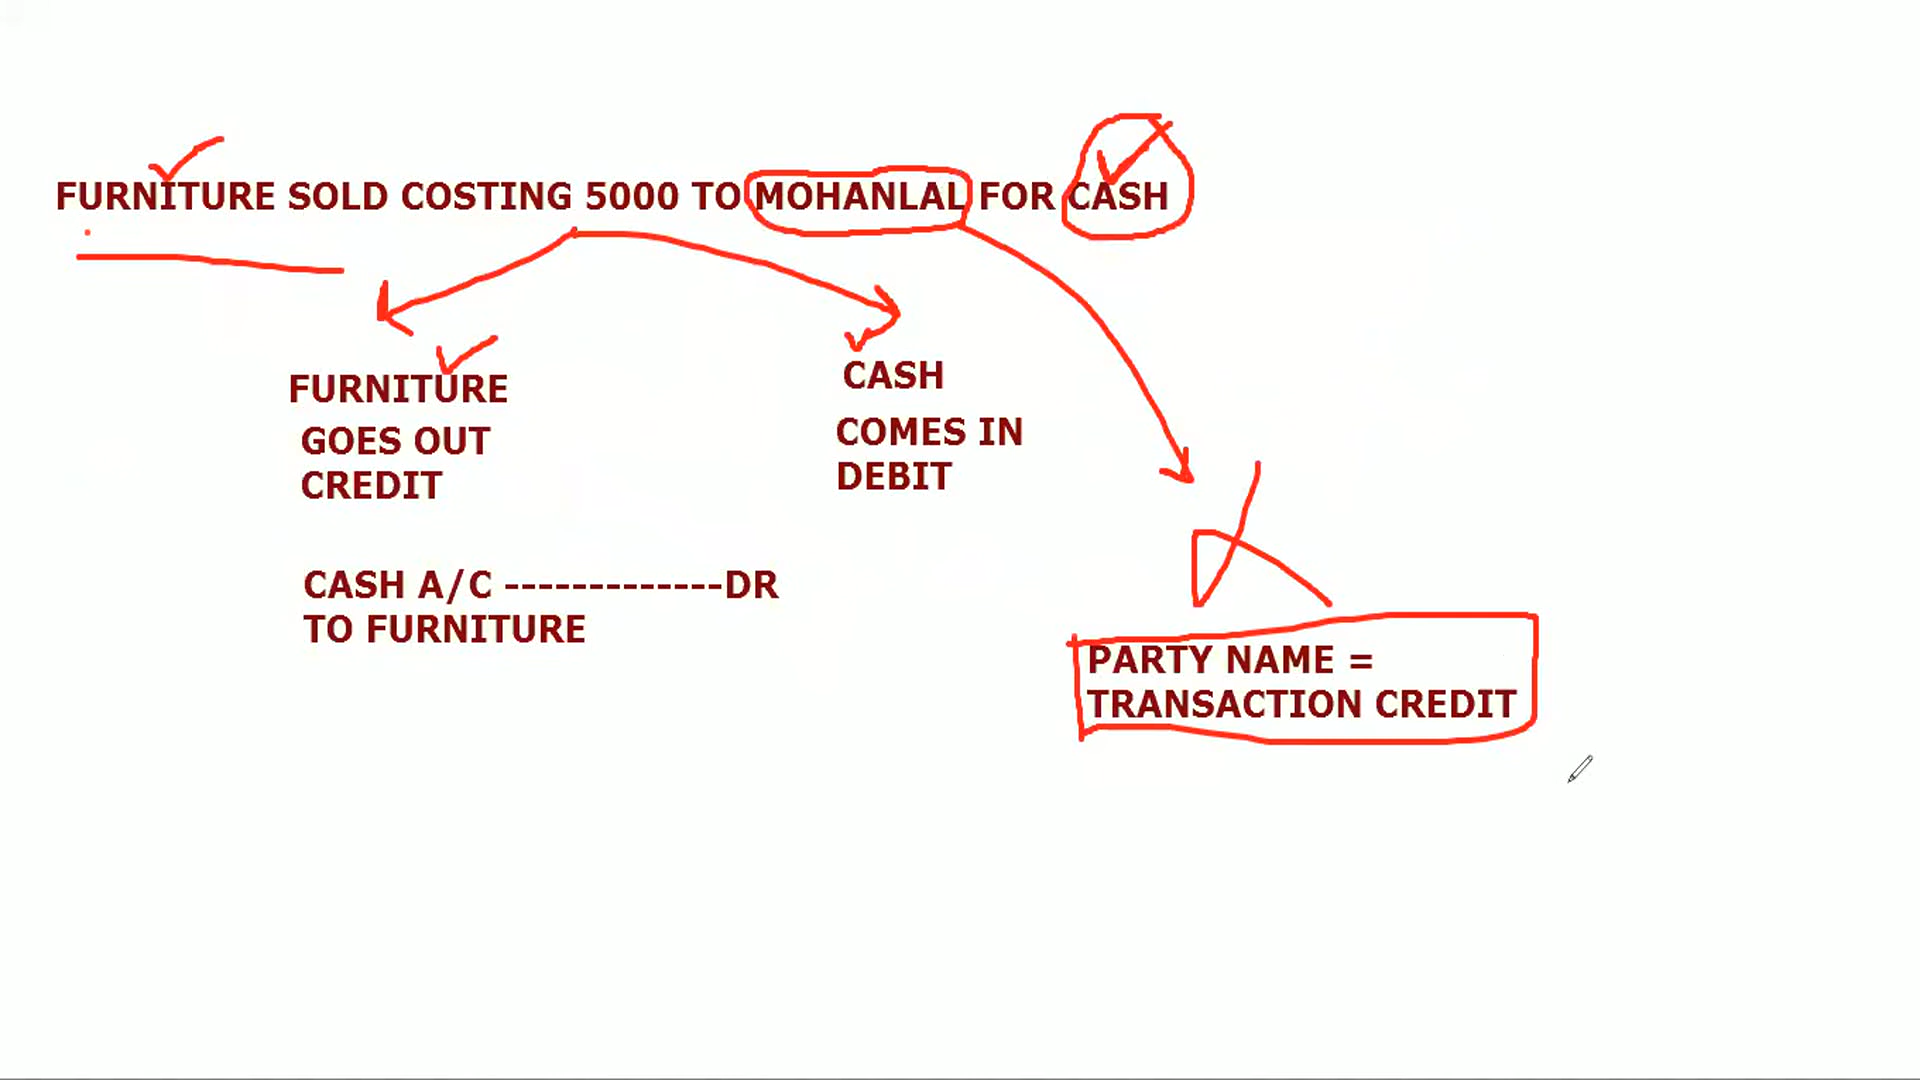 FURNITURE SOLD COSTING 5000 TO MOHANLAL FOR CASH
FURNITURE
GOES OUT
CREDIT
CASH
COMES IN
DEBIT
CASH A/C -------------DR
TO FURNITURE
PARTY NAME =
TRANSACTION CREDIT